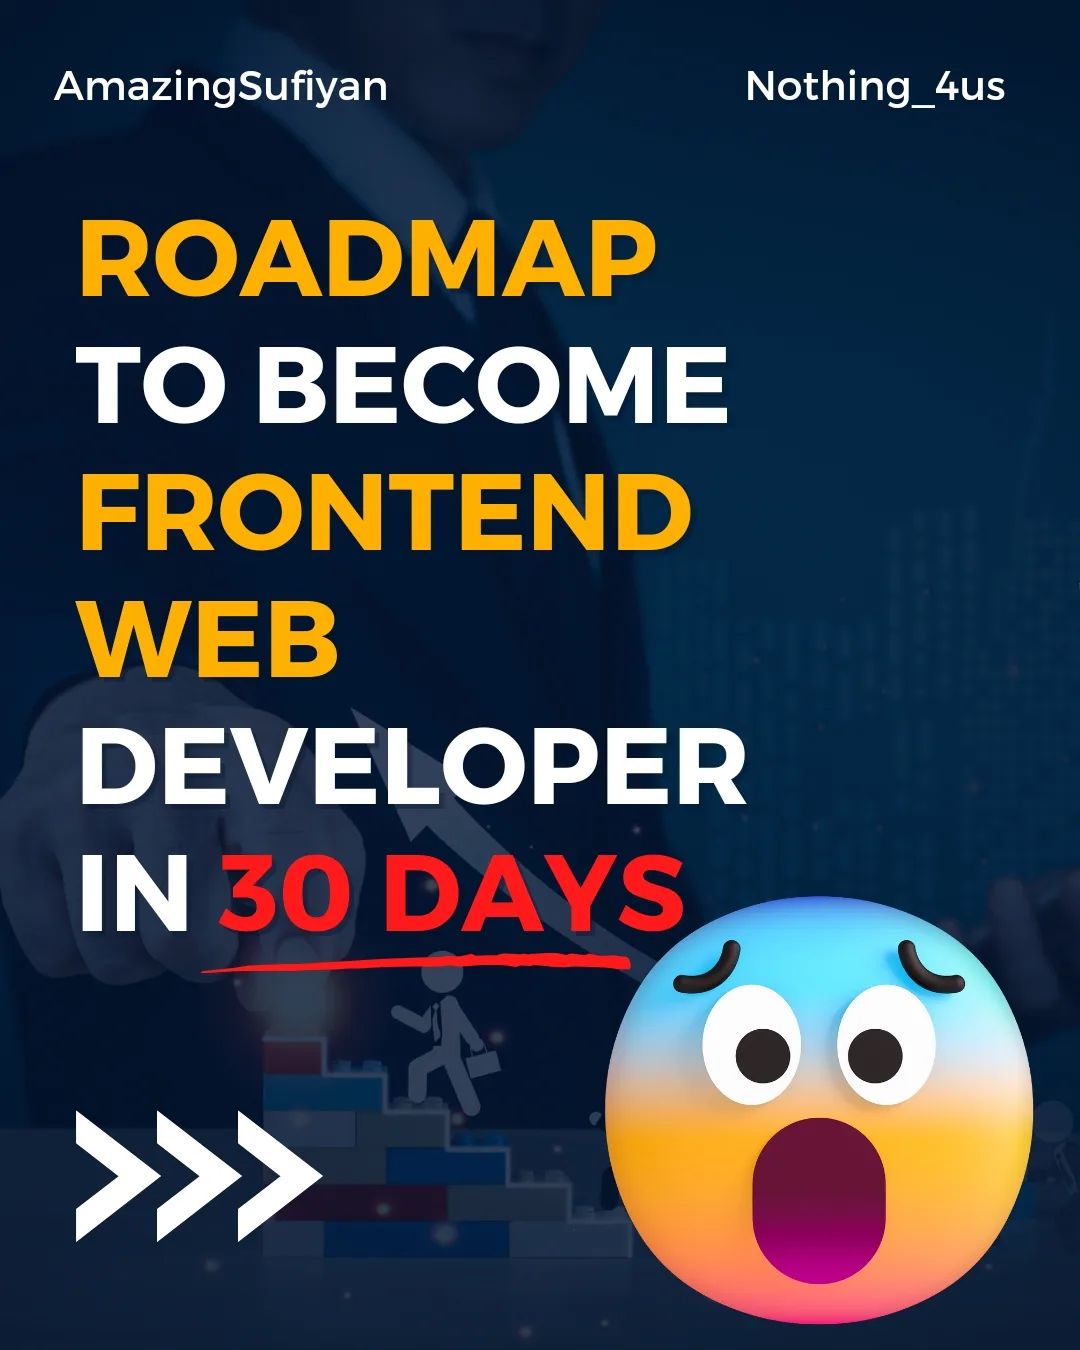 AmazingSufiyan
Nothing_4us
ROADMAP
TO BECOME
FRONTEND
WEB
DEVELOPER
IN 30 DAYS